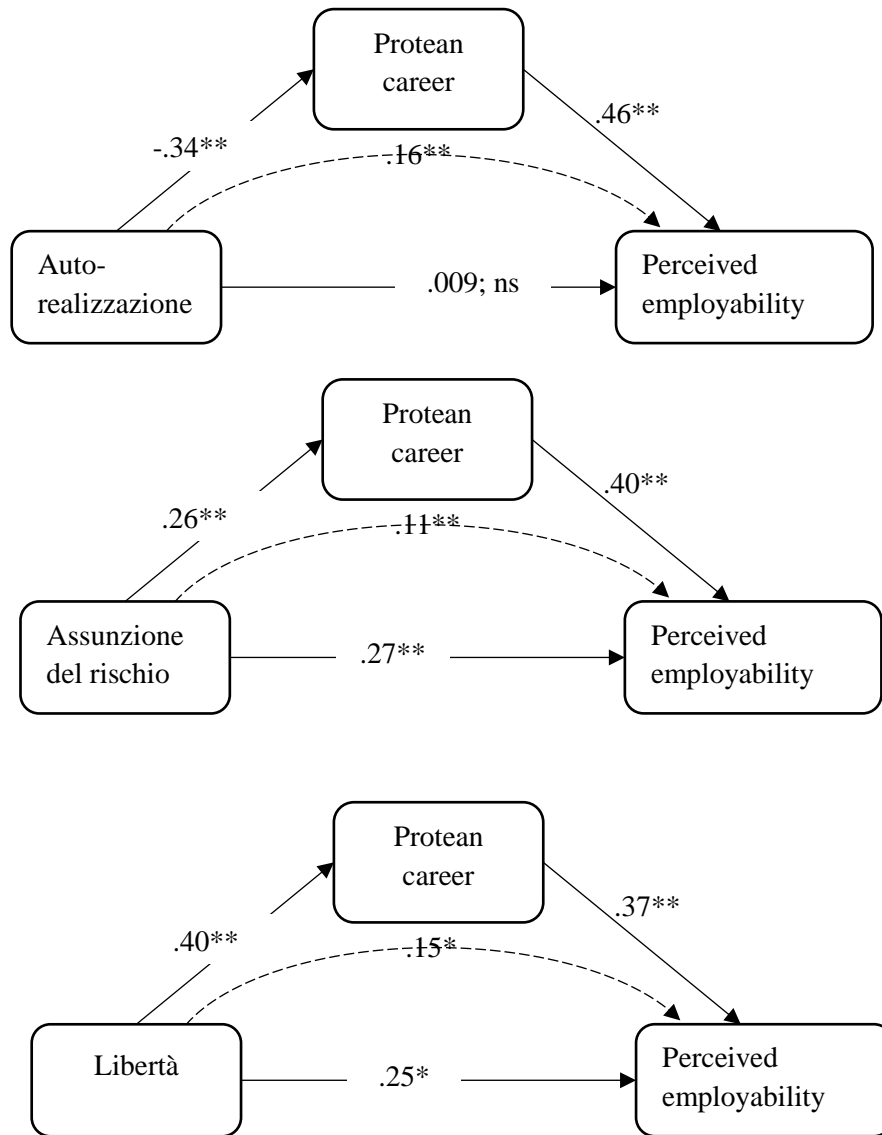 Protean
career
-.34**
.46**
.16**
Auto-
realizzazione
.009; ns
Perceived
employability
Protean
career
.26**
.40**
.11**
Assunzione
del rischio
.27**
Perceived
employability
Protean
career
.40**
.37**
.15*
Libertà
.25*
Perceived
employability